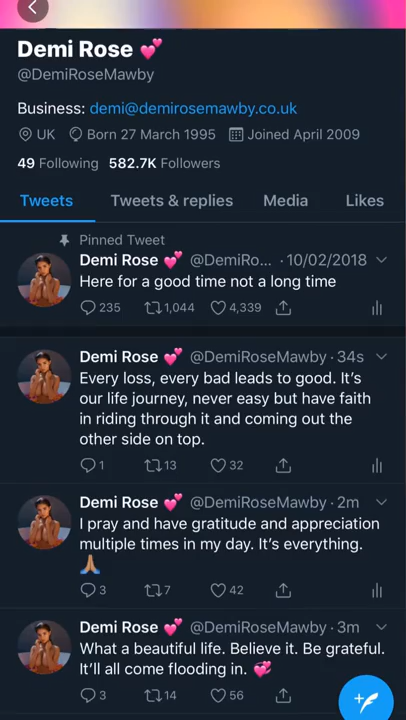 Demi Rose 💕
@DemiRoseMawby
Business: demi@demirosemawby.co.uk
UK Born 27 March 1995 Joined April 2009
49 Following 582.7K Followers
Tweets Tweets & replies Media Likes
Pinned Tweet
Demi Rose 💕 @DemiRo... · 10/02/2018
Here for a good time not a long time
235 1,044 4,339
Demi Rose 💕 @DemiRoseMawby · 34s
Every loss, every bad leads to good. It's
our life journey, never easy but have faith
in riding through it and coming out the
other side on top.
1 13 32
Demi Rose 💕 @DemiRoseMawby · 2m
I pray and have gratitude and appreciation
multiple times in my day. It's everything.
🙏🏽
3 7 42
Demi Rose 💕 @DemiRoseMawby · 3m
What a beautiful life. Believe it. Be grateful.
It'll all come flooding in. 💞
3 14 56